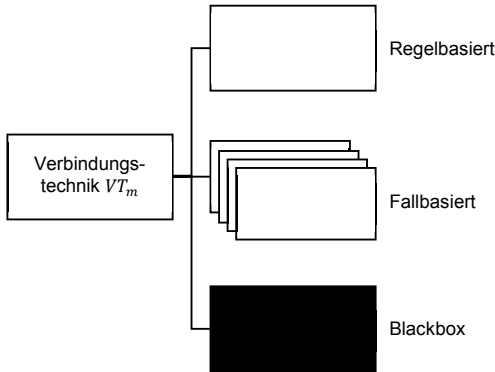 Regelbasiert
Verbindungs-
technik VT_m
Fallbasiert
Blackbox